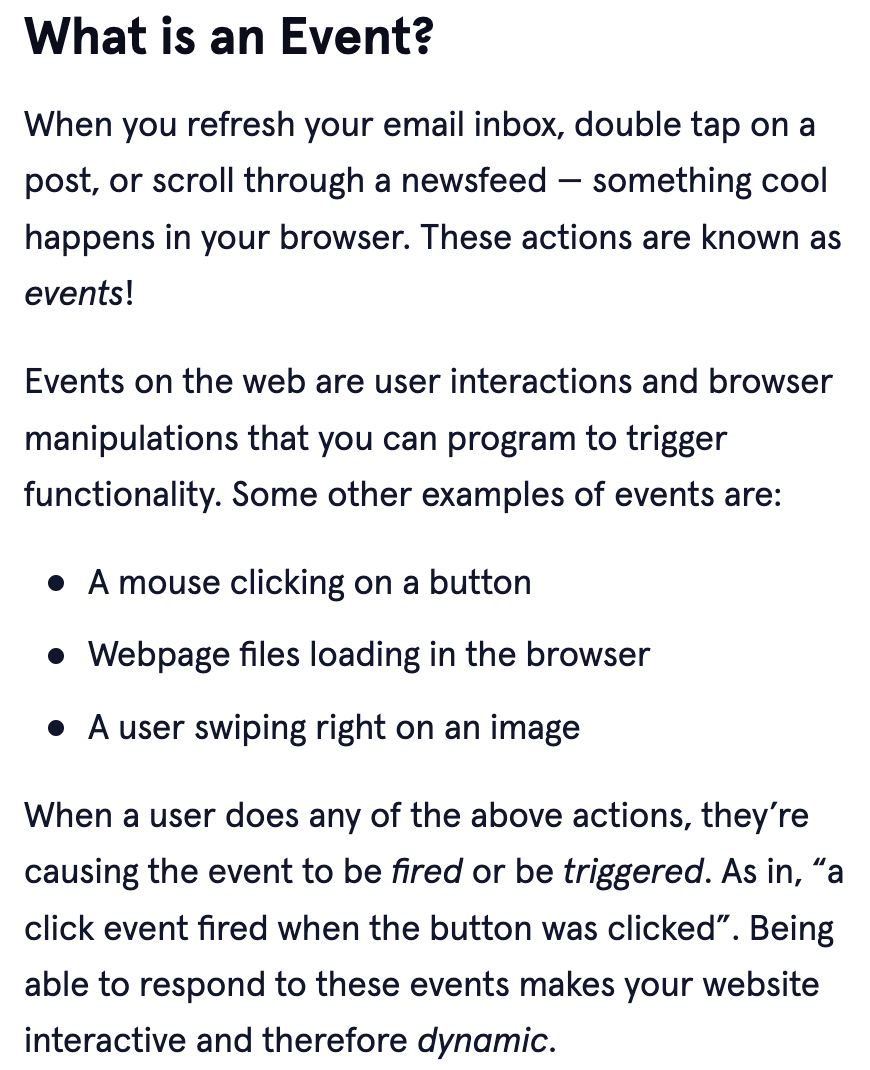 What is an Event?
When you refresh your email inbox, double tap on a
post, or scroll through a newsfeed — something cool
happens in your browser. These actions are known as
events!
Events on the web are user interactions and browser
manipulations that you can program to trigger
functionality. Some other examples of events are:
● A mouse clicking on a button
● Webpage files loading in the browser
● A user swiping right on an image
When a user does any of the above actions, they’re
causing the event to be fired or be triggered. As in, “a
click event fired when the button was clicked”. Being
able to respond to these events makes your website
interactive and therefore dynamic.